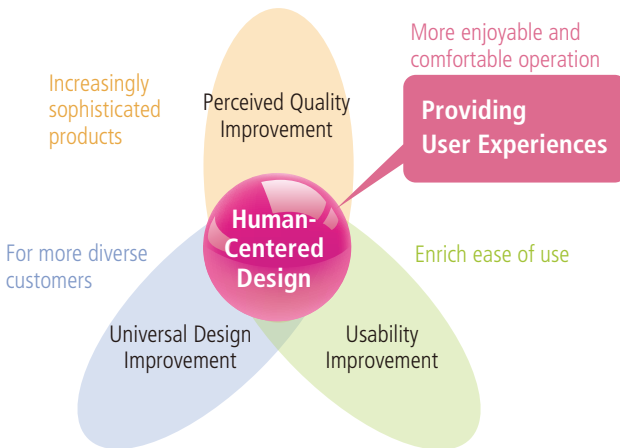 More enjoyable and
comfortable operation
Increasingly
sophisticated
products
Perceived Quality
Improvement
Providing
User Experiences
Human-
Centered
Design
For more diverse
customers
Enrich ease of use
Universal Design
Improvement
Usability
Improvement